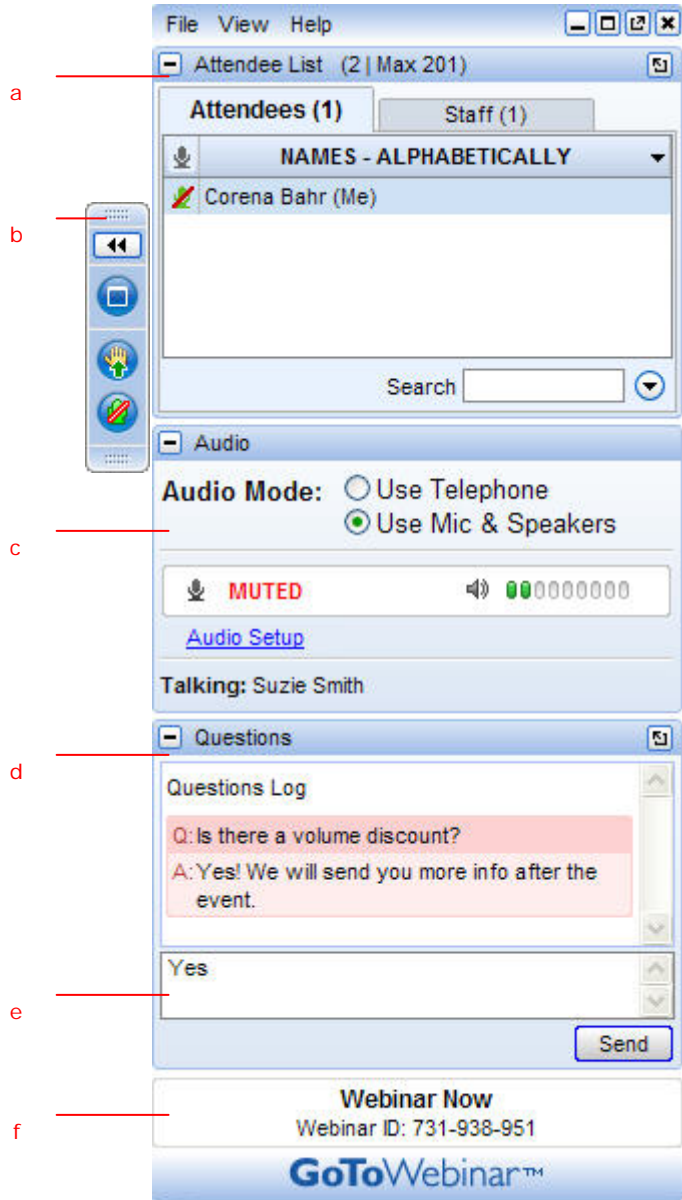 File View Help
a
Attendee List (2 | Max 201)
Attendees (1)
Staff (1)
NAMES - ALPHABETICALLY
Corena Bahr (Me)
b
Search
Audio
Audio Mode:
Use Telephone
Use Mic & Speakers
c
MUTED
Audio Setup
Talking: Suzie Smith
d
Questions
Questions Log
Q: Is there a volume discount?
A: Yes! We will send you more info after the
event.
e
Yes
Send
f
Webinar Now
Webinar ID: 731-938-951
GoToWebinar™